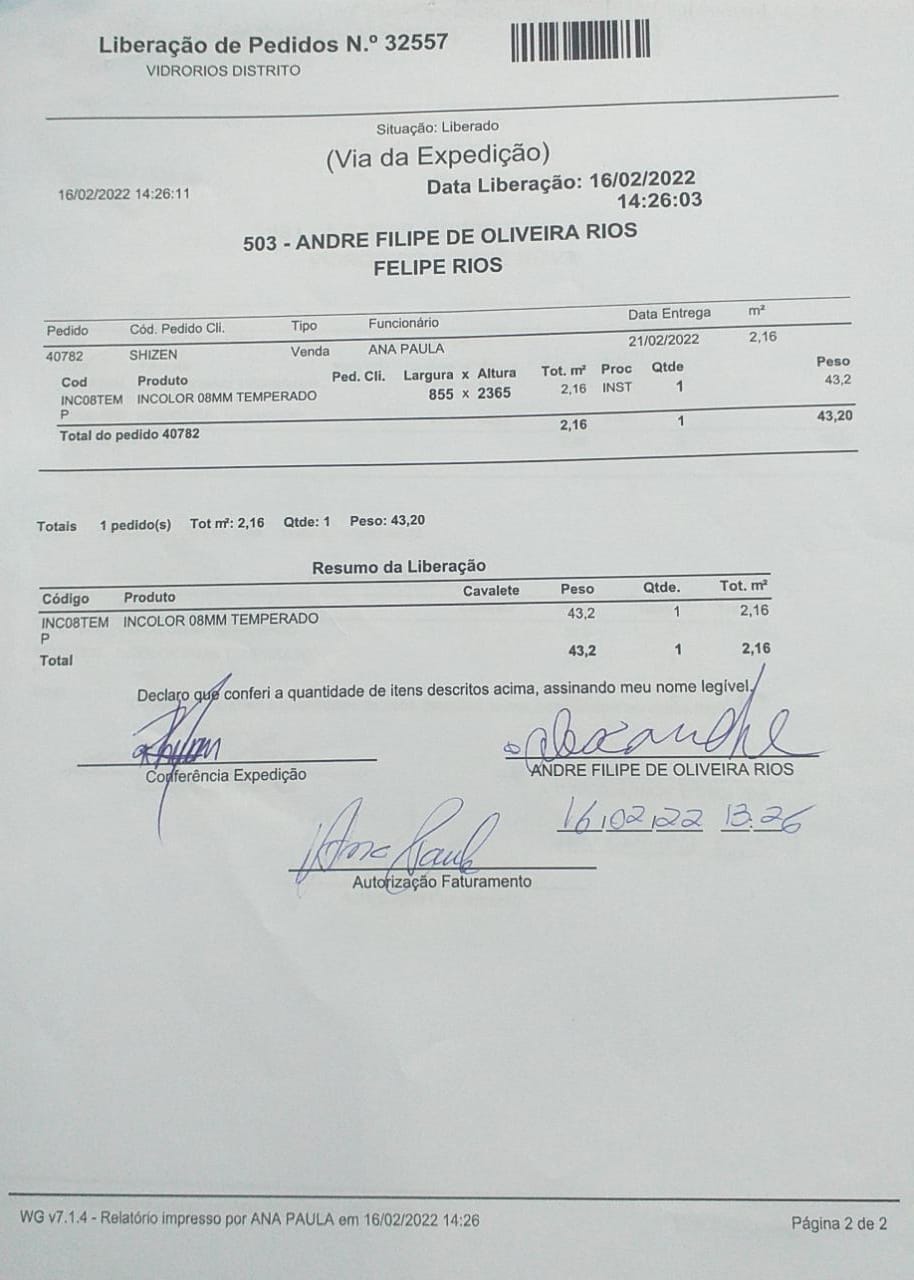 Liberação de Pedidos N.º 32557
VIDRORIOS DISTRITO
Situação: Liberado
(Via da Expedição)
16/02/2022 14:26:11
Data Liberação: 16/02/2022
14:26:03
503 - ANDRE FILIPE DE OLIVEIRA RIOS
FELIPE RIOS
Pedido Cód. Pedido Cli. Tipo Funcionário Data Entrega m²
40782 SHIZEN Venda ANA PAULA 21/02/2022 2,16
Cod Produto Ped. Cli. Largura x Altura Tot. m² Proc Qtde Peso
INC08TEM INCOLOR 08MM TEMPERADO 855 x 2365 2,16 INST 1 43,2
P
Total do pedido 40782 2,16 1 43,20
Totais 1 pedido(s) Tot m²: 2,16 Qtde: 1 Peso: 43,20
Resumo da Liberação
Código Produto Cavalete Peso Qtde. Tot. m²
INC08TEM INCOLOR 08MM TEMPERADO 43,2 1 2,16
P
Total 43,2 1 2,16
Declaro que conferi a quantidade de itens descritos acima, assinando meu nome legível.
Alexandre
Conferência Expedição ANDRE FILIPE DE OLIVEIRA RIOS
16,02,22 13:26
Ana Paula
Autorização Faturamento
WG v7.1.4 - Relatório impresso por ANA PAULA em 16/02/2022 14:26
Página 2 de 2